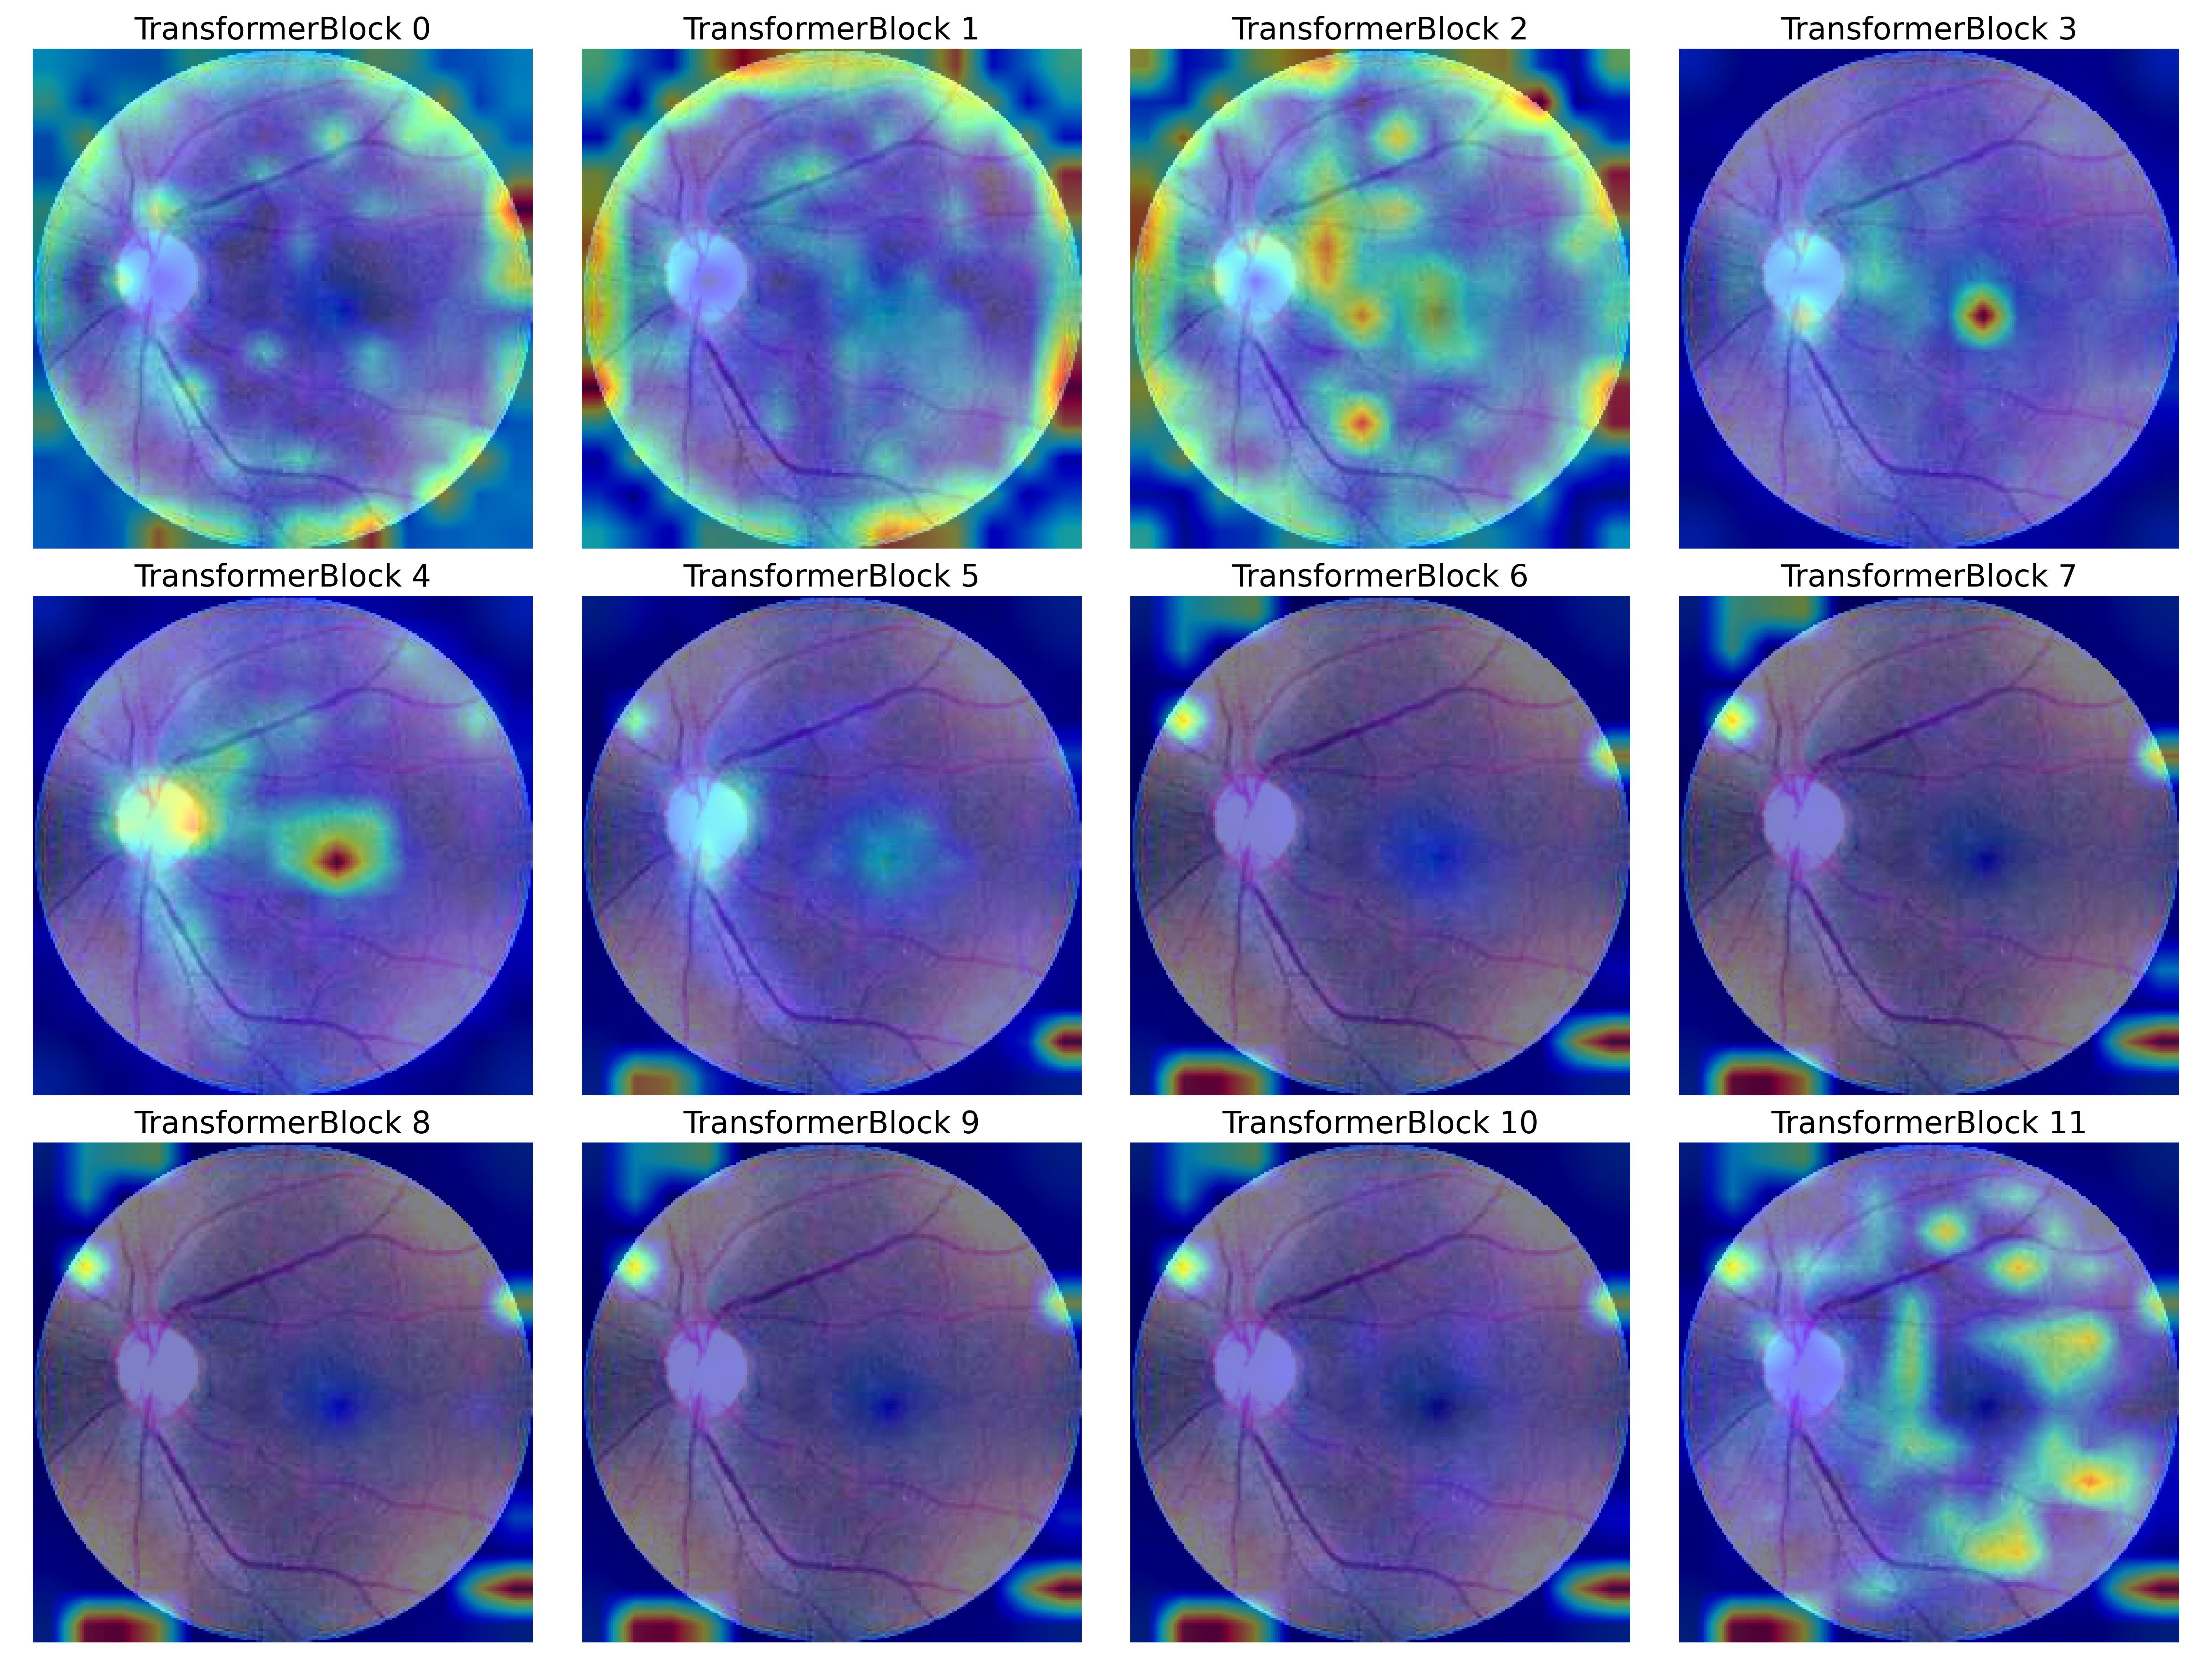 TransformerBlock 0
TransformerBlock 1
TransformerBlock 2
TransformerBlock 3
TransformerBlock 4
TransformerBlock 5
TransformerBlock 6
TransformerBlock 7
TransformerBlock 8
TransformerBlock 9
TransformerBlock 10
TransformerBlock 11